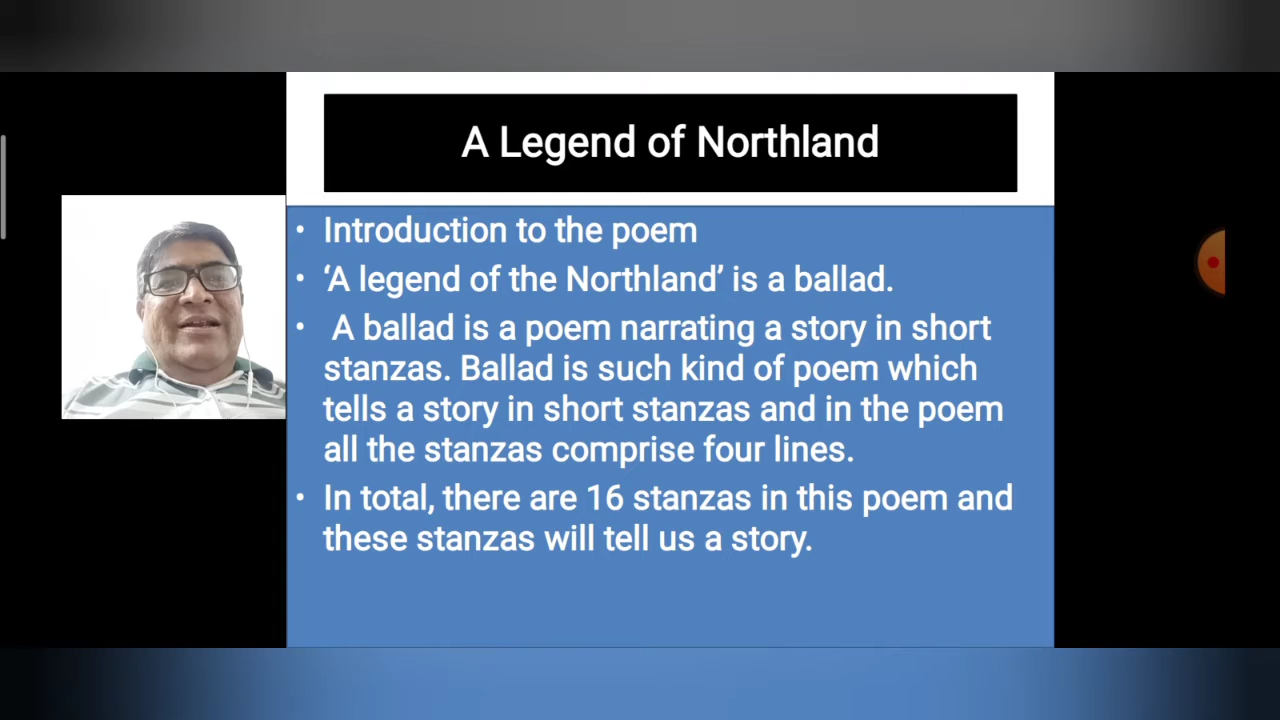 A Legend of Northland
• Introduction to the poem
• ‘A legend of the Northland’ is a ballad.
• A ballad is a poem narrating a story in short
stanzas. Ballad is such kind of poem which
tells a story in short stanzas and in the poem
all the stanzas comprise four lines.
• In total, there are 16 stanzas in this poem and
these stanzas will tell us a story.